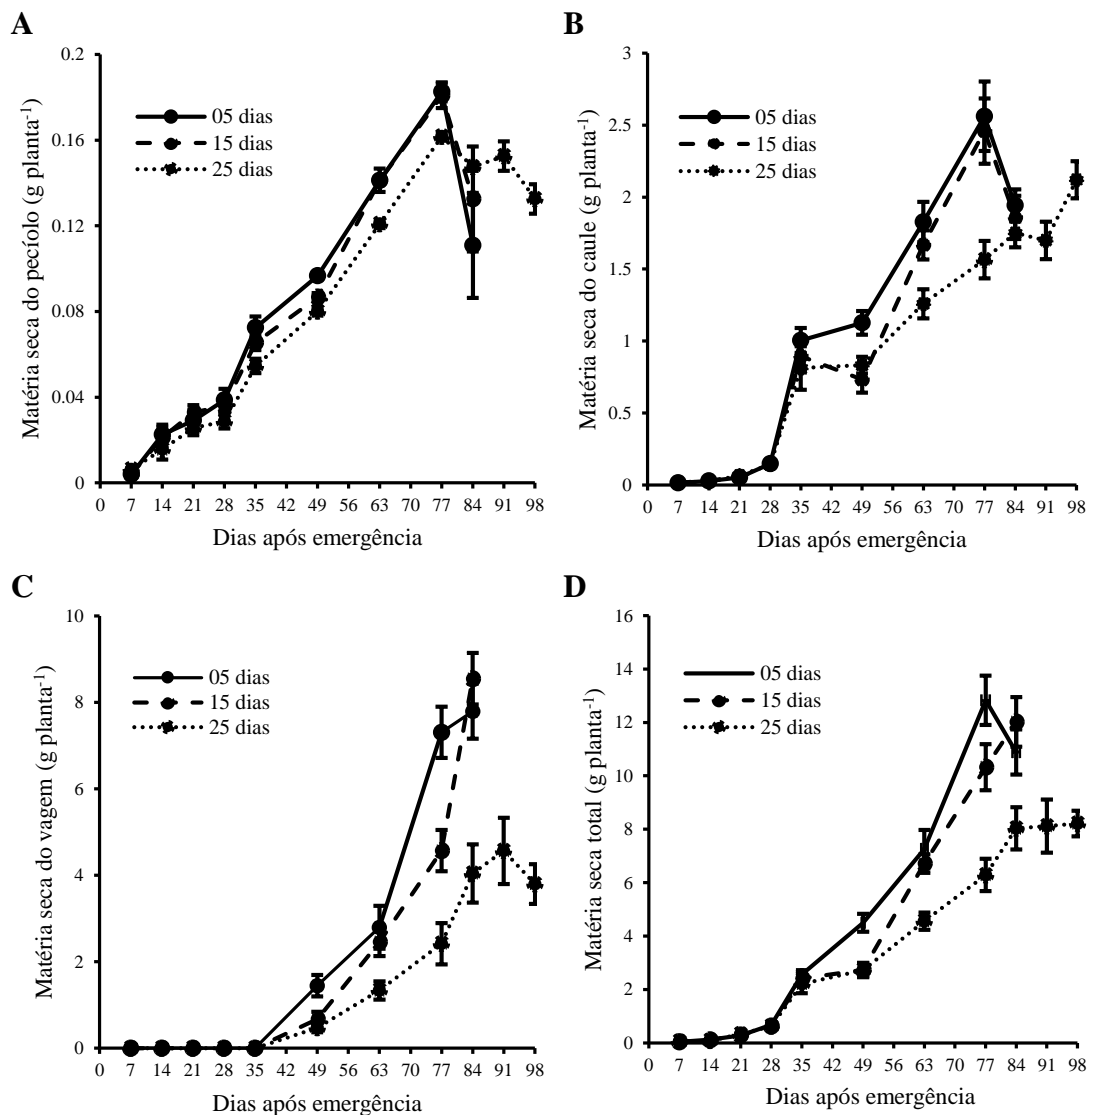 A
Matéria seca do pecíolo (g planta⁻¹)
0.2
0.16
0.12
0.08
0.04
0
05 dias
15 dias
25 dias
0 7 14 21 28 35 42 49 56 63 70 77 84 91 98
Dias após emergência
B
Matéria seca do caule (g planta⁻¹)
3
2.5
2
1.5
1
0.5
0
05 dias
15 dias
25 dias
0 7 14 21 28 35 42 49 56 63 70 77 84 91 98
Dias após emergência
C
Matéria seca do vagem (g planta⁻¹)
10
8
6
4
2
0
05 dias
15 dias
25 dias
0 7 14 21 28 35 42 49 56 63 70 77 84 91 98
Dias após emergência
D
Matéria seca total (g planta⁻¹)
16
14
12
10
8
6
4
2
0
05 dias
15 dias
25 dias
0 7 14 21 28 35 42 49 56 63 70 77 84 91 98
Dias após emergência